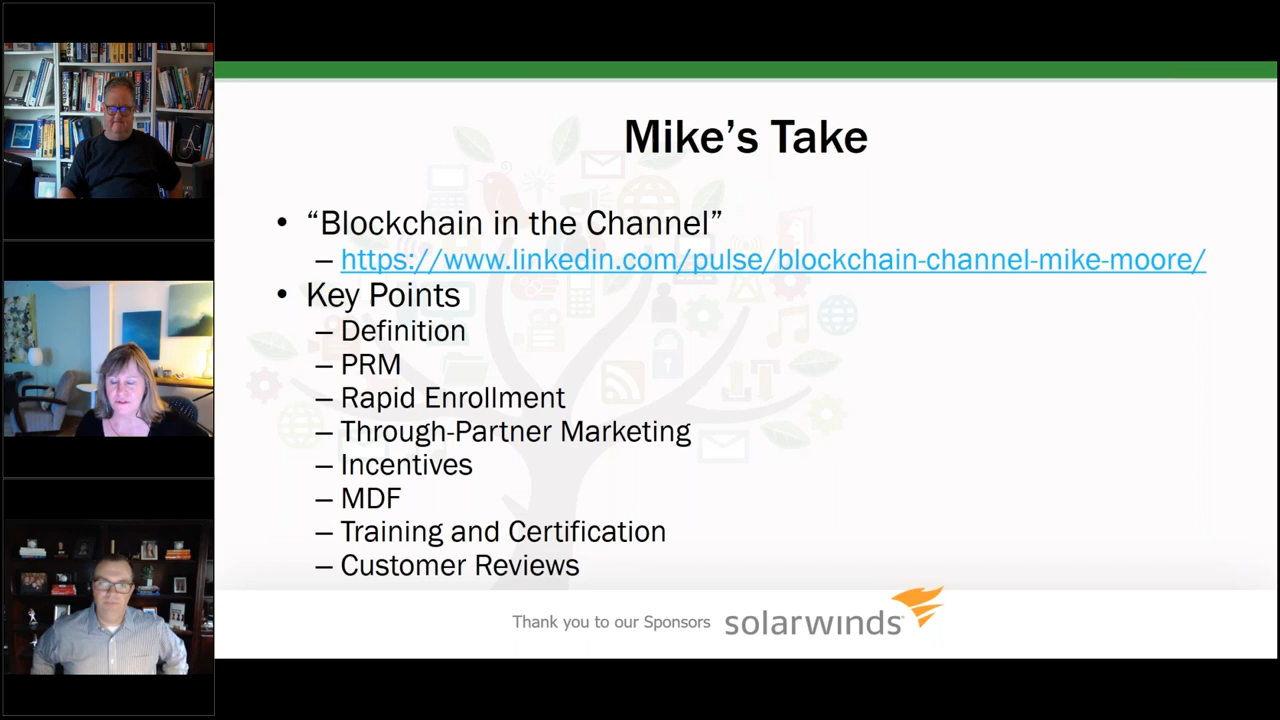 Mike’s Take
• “Blockchain in the Channel”
– https://www.linkedin.com/pulse/blockchain-channel-mike-moore/
• Key Points
– Definition
– PRM
– Rapid Enrollment
– Through-Partner Marketing
– Incentives
– MDF
– Training and Certification
– Customer Reviews
Thank you to our Sponsors solarwinds